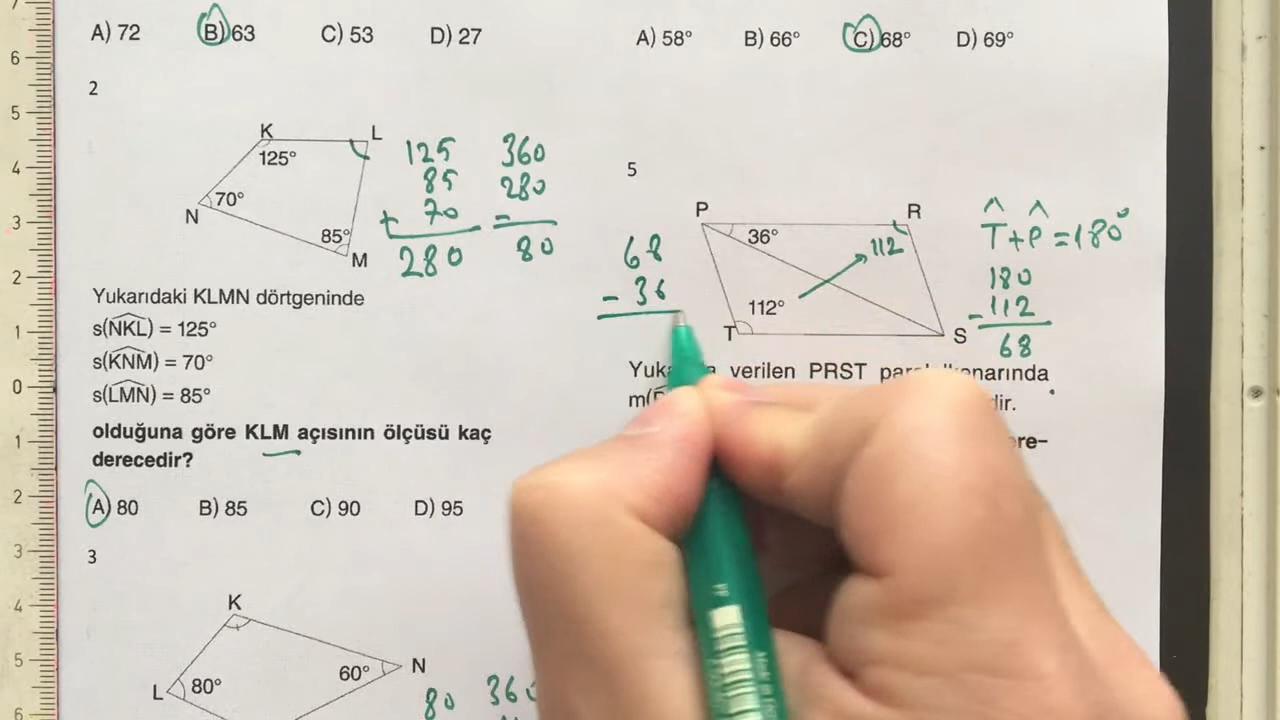 A) 72 B) 63 C) 53 D) 27
2
K
L
125°
N
70°
85°
M
125
85
+ 70
280
360
280
-
80
Yukarıdaki KLMN dörtgeninde
s(NKL) = 125°
s(KNM) = 70°
s(LMN) = 85°
olduğuna göre KLM açısının ölçüsü kaç
derecedir?
A) 80 B) 85 C) 90 D) 95
3
K
N
60°
L
80°
80
360
A) 58° B) 66° C) 68° D) 69°
5
P
R
36°
112
112°
T
S
68
- 36
T+P=180°
180
-112
68
verilen PRST
m(
dir.